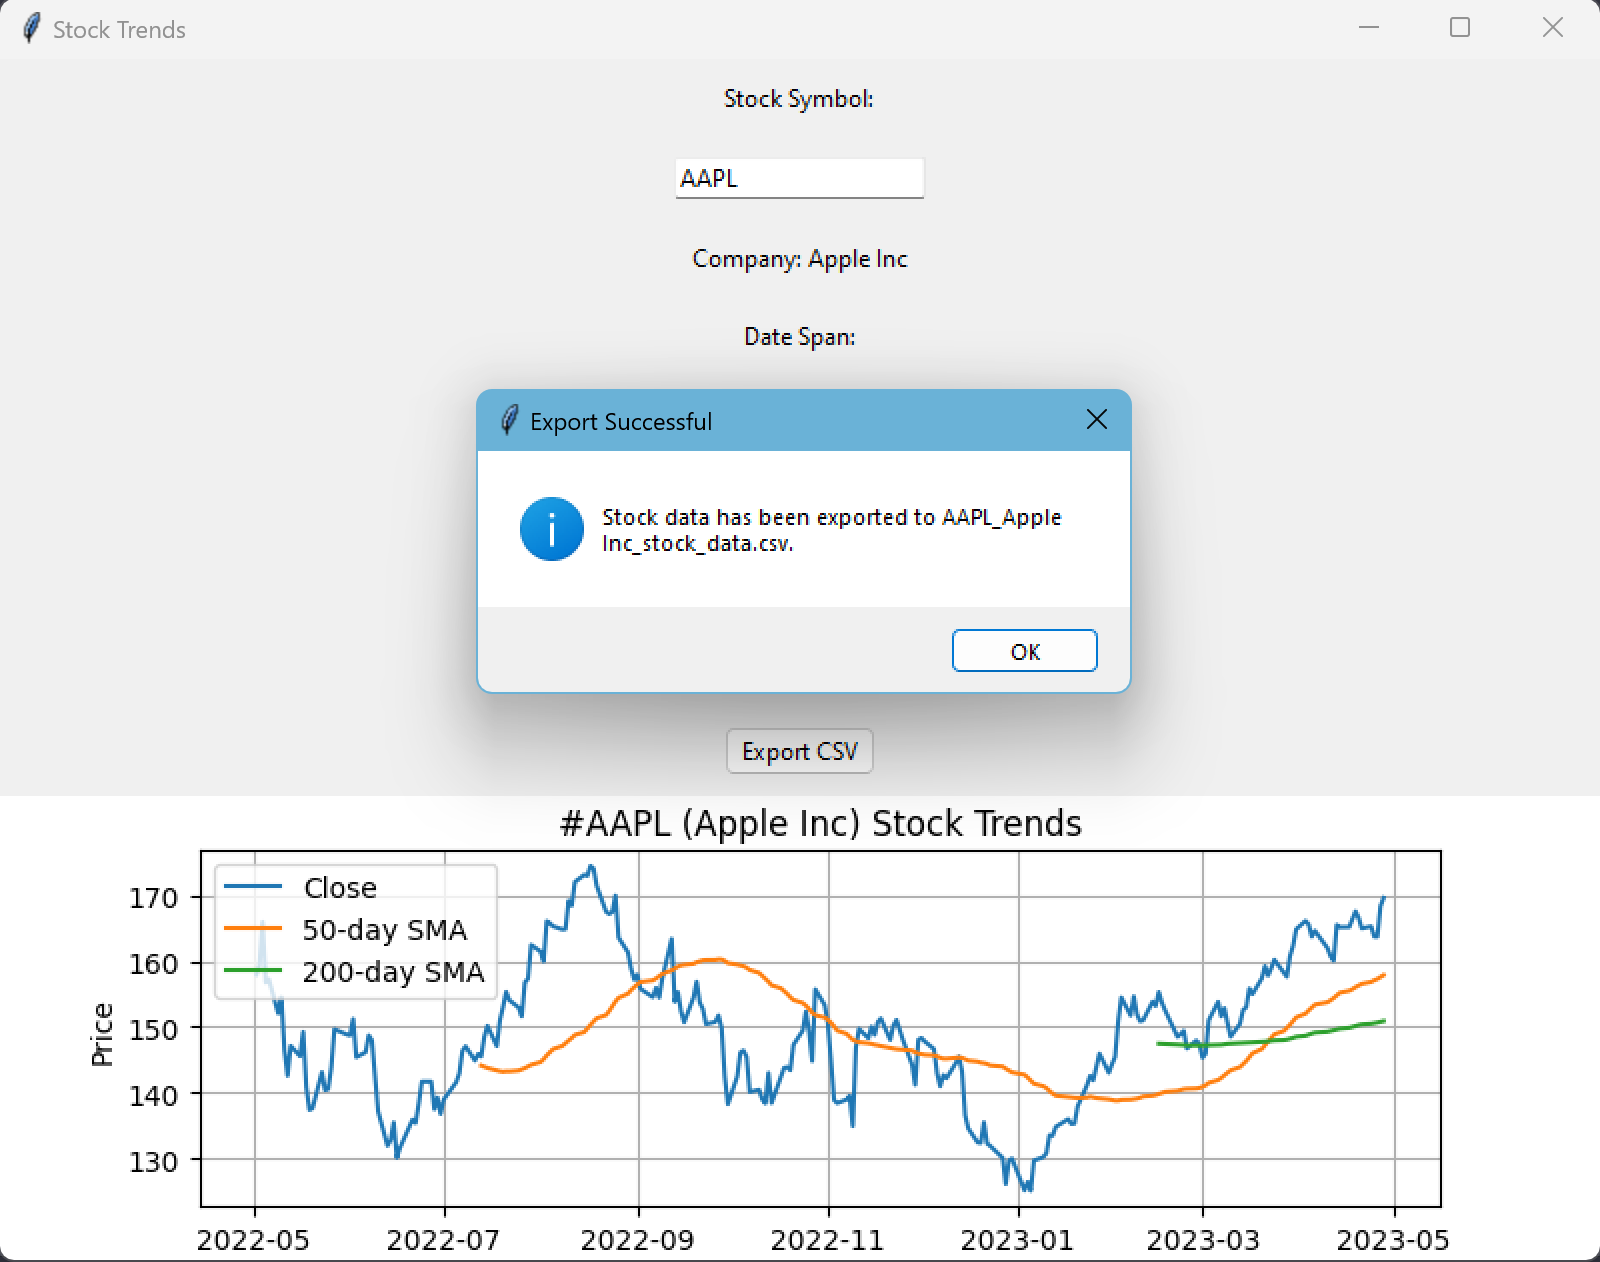 Stock Trends
Stock Symbol:
AAPL
Company: Apple Inc
Date Span:
Export Successful
Stock data has been exported to AAPL_Apple
Inc_stock_data.csv.
OK
Export CSV
#AAPL (Apple Inc) Stock Trends
Close
50-day SMA
200-day SMA
Price
170
160
150
140
130
2022-05 2022-07 2022-09 2022-11 2023-01 2023-03 2023-05